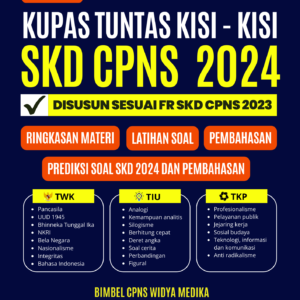 KUPAS TUNTAS KISI - KISI
SKD CPNS 2024
DISUSUN SESUAI FR SKD CPNS 2023
RINGKASAN MATERI
LATIHAN SOAL
PEMBAHASAN
PREDIKSI SOAL SKD 2024 DAN PEMBAHASAN
TWK
Pancasila
UUD 1945
Bhinneka Tunggal Ika
NKRI
Bela Negara
Nasionalisme
Integritas
Bahasa Indonesia
TIU
Analogi
Kemampuan analitis
Silogisme
Berhitung cepat
Deret angka
Soal cerita
Perbandingan
Figural
TKP
Profesionalisme
Pelayanan publik
Jejaring kerja
Sosial budaya
Teknologi, informasi
dan komunikasi
Anti radikalisme
BIMBEL CPNS WIDYA MEDIKA